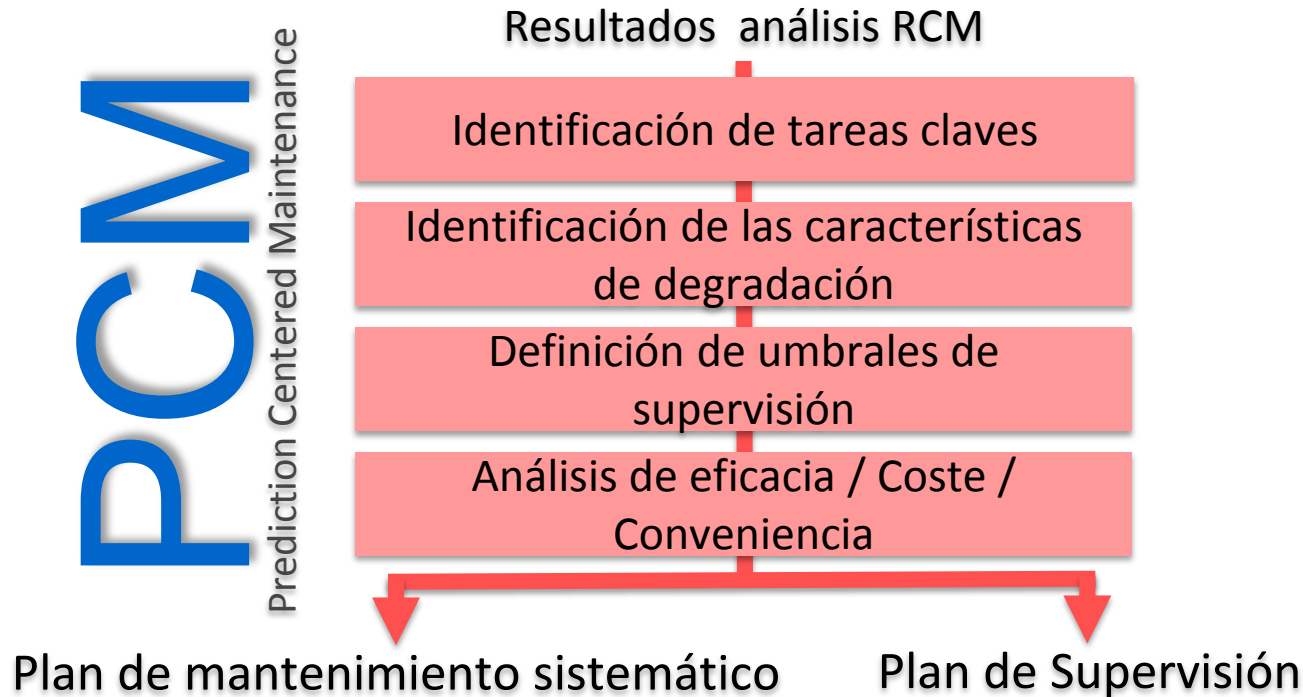 PCM
Prediction Centered Maintenance
Resultados análisis RCM
Identificación de tareas claves
Identificación de las características
de degradación
Definición de umbrales de
supervisión
Análisis de eficacia / Coste /
Conveniencia
Plan de mantenimiento sistemático
Plan de Supervisión